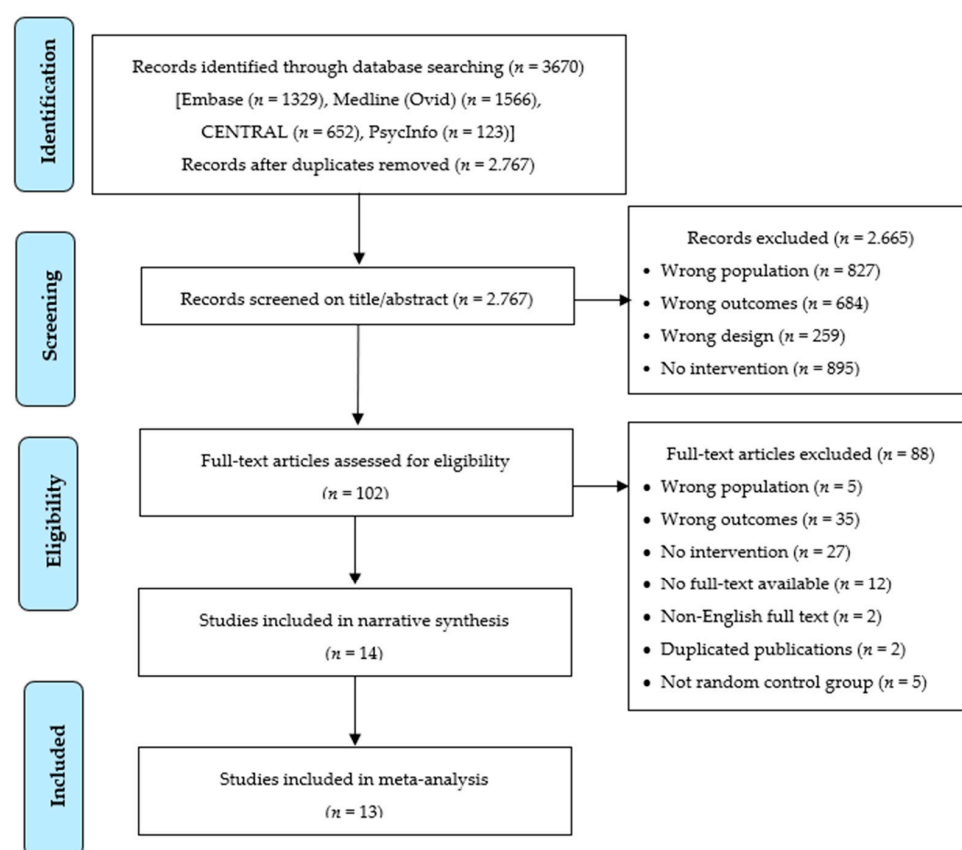 Identification
Records identified through database searching (n = 3670)
[Embase (n = 1329), Medline (Ovid) (n = 1566),
CENTRAL (n = 652), PsycInfo (n = 123)]
Records after duplicates removed (n = 2.767)
Screening
Records screened on title/abstract (n = 2.767)
Records excluded (n = 2.665)
• Wrong population (n = 827)
• Wrong outcomes (n = 684)
• Wrong design (n = 259)
• No intervention (n = 895)
Eligibility
Full-text articles assessed for eligibility
(n = 102)
Full-text articles excluded (n = 88)
• Wrong population (n = 5)
• Wrong outcomes (n = 35)
• No intervention (n = 27)
• No full-text available (n = 12)
• Non-English full text (n = 2)
• Duplicated publications (n = 2)
• Not random control group (n = 5)
Studies included in narrative synthesis
(n = 14)
Included
Studies included in meta-analysis
(n = 13)